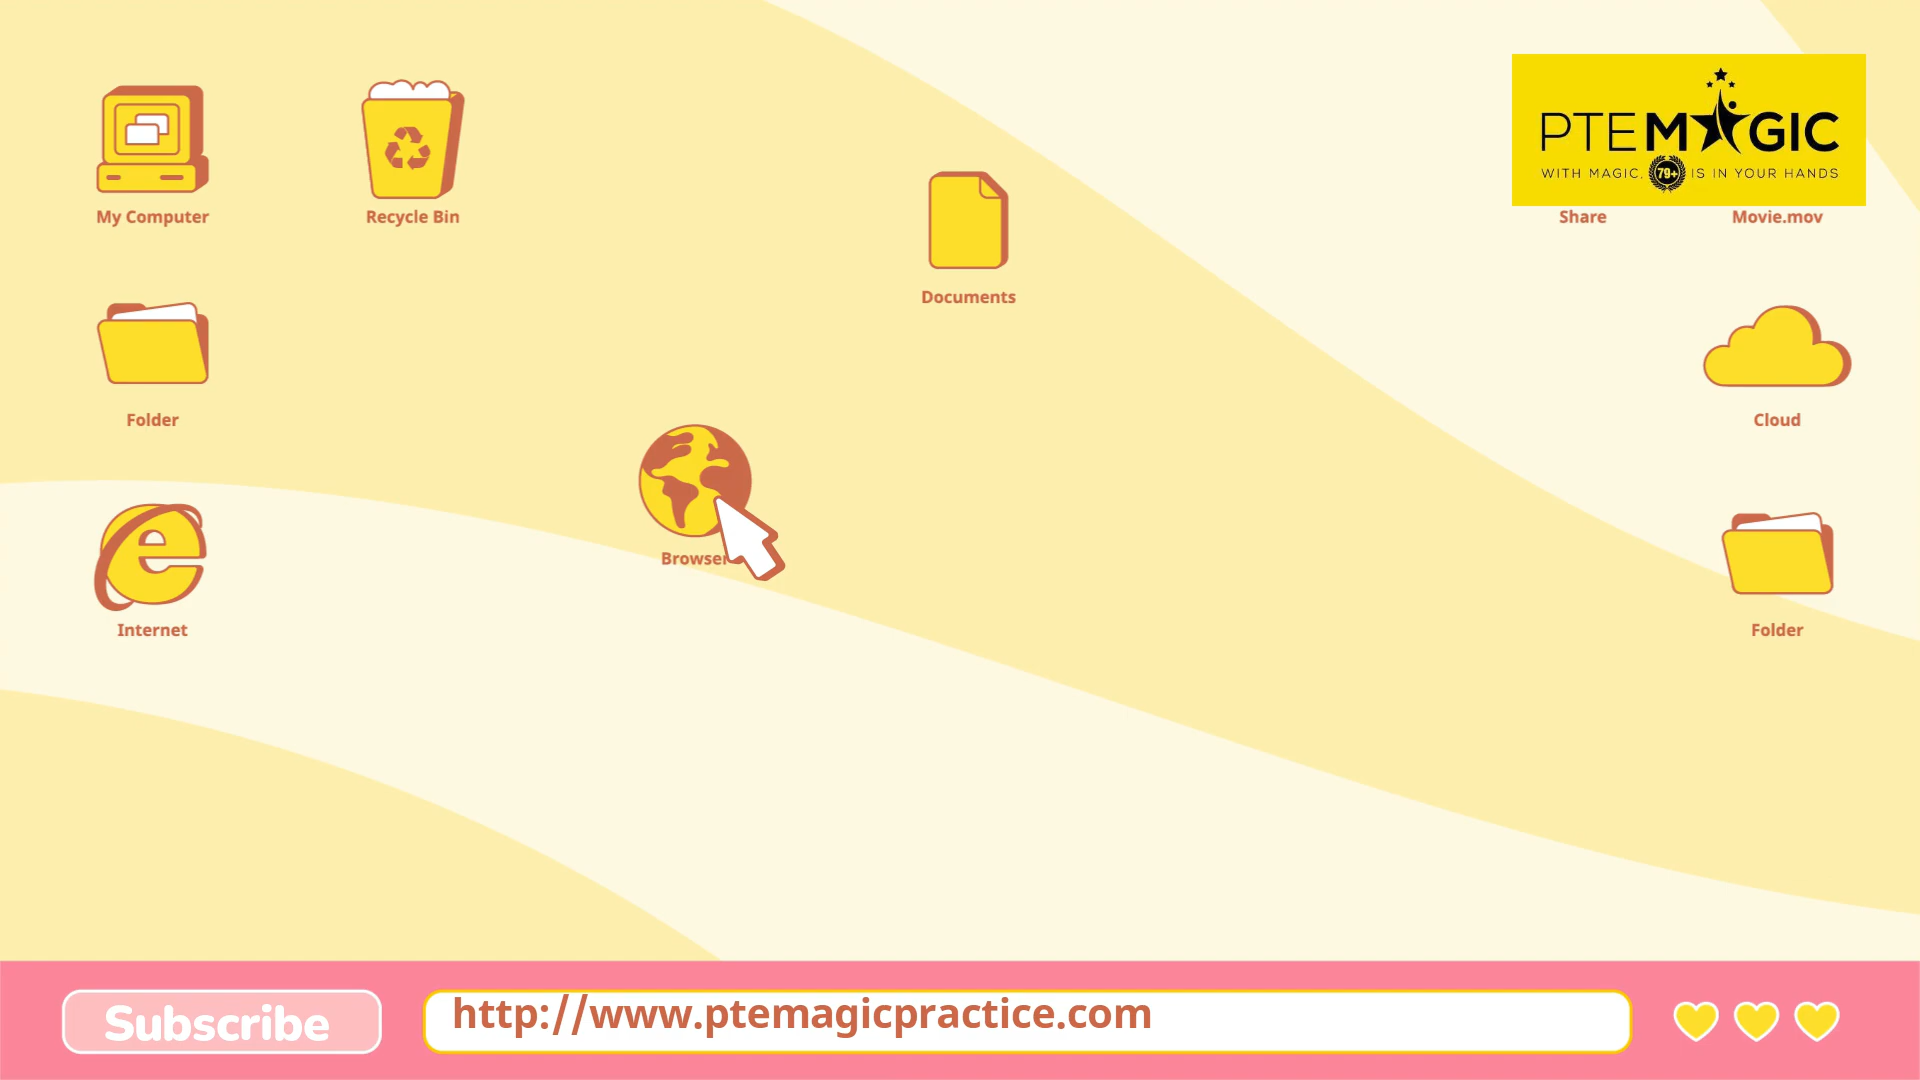 PTEMAGIC
WITH MAGIC, 79+ IS IN YOUR HANDS
My Computer
Recycle Bin
Share
Movie.mov
Documents
Folder
Cloud
Browser
Internet
Folder
Subscribe
http://www.ptemagicpractice.com